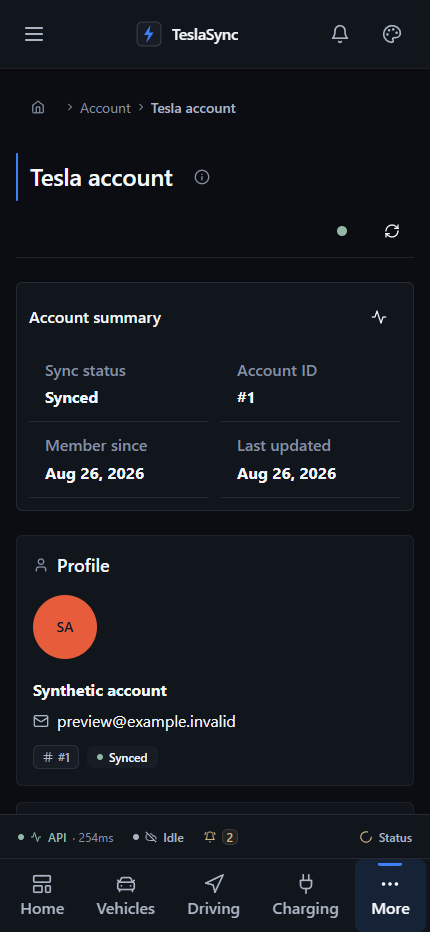 TeslaSync
Account Tesla account
Tesla account
Account summary
Sync status Account ID
Synced #1
Member since Last updated
Aug 26, 2026 Aug 26, 2026
Profile
SA
Synthetic account
preview@example.invalid
#1 Synced
API · 254ms Idle 2 Status
Home Vehicles Driving Charging More